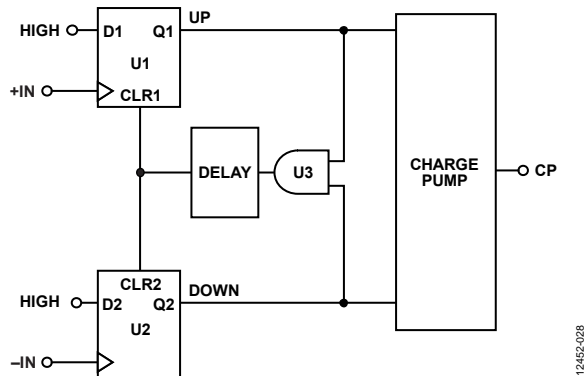 HIGH
D1
Q1
UP
U1
+IN
CLR1
DELAY
U3
CHARGE
PUMP
CP
CLR2
HIGH
D2
Q2
DOWN
U2
–IN
12452-028